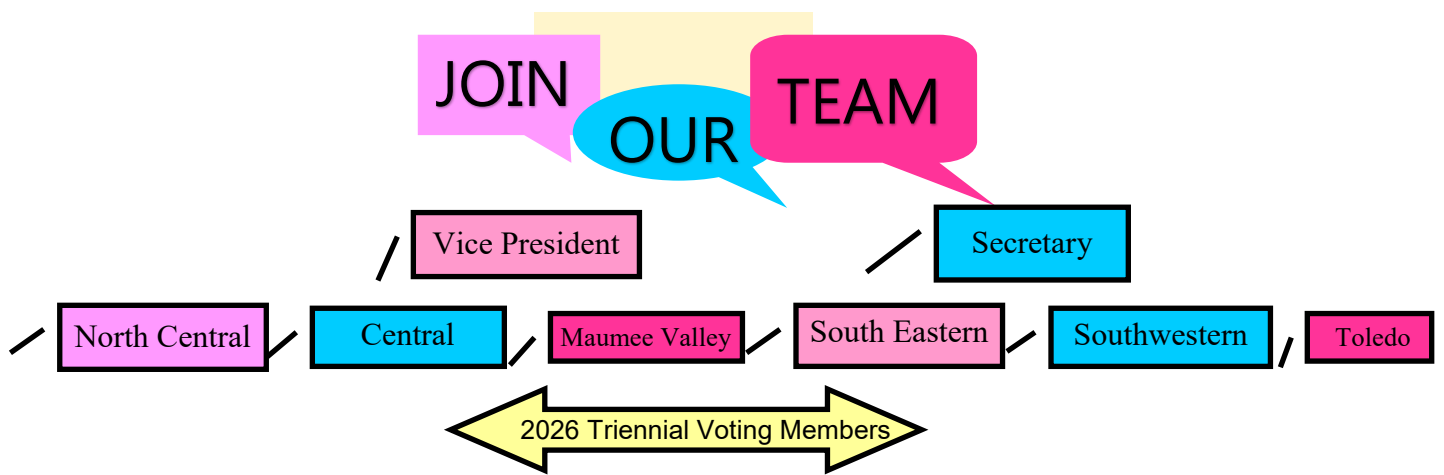 JOIN
OUR
TEAM
Vice President
Secretary
North Central
Central
Maumee Valley
South Eastern
Southwestern
Toledo
2026 Triennial Voting Members